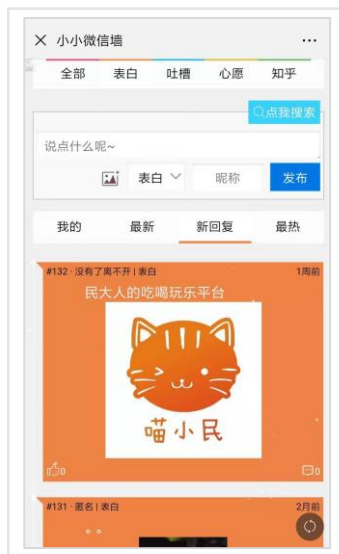 小小微信墙
全部 表白 吐槽 心愿 知乎
点我搜索
说点什么呢~
表白 昵称 发布
我的 最新 新回复 最热
#132 · 没有了离不开 | 表白 1周前
民大人的吃喝玩乐平台
喵小民
0 0
#131 · 匿名 | 表白 2月前